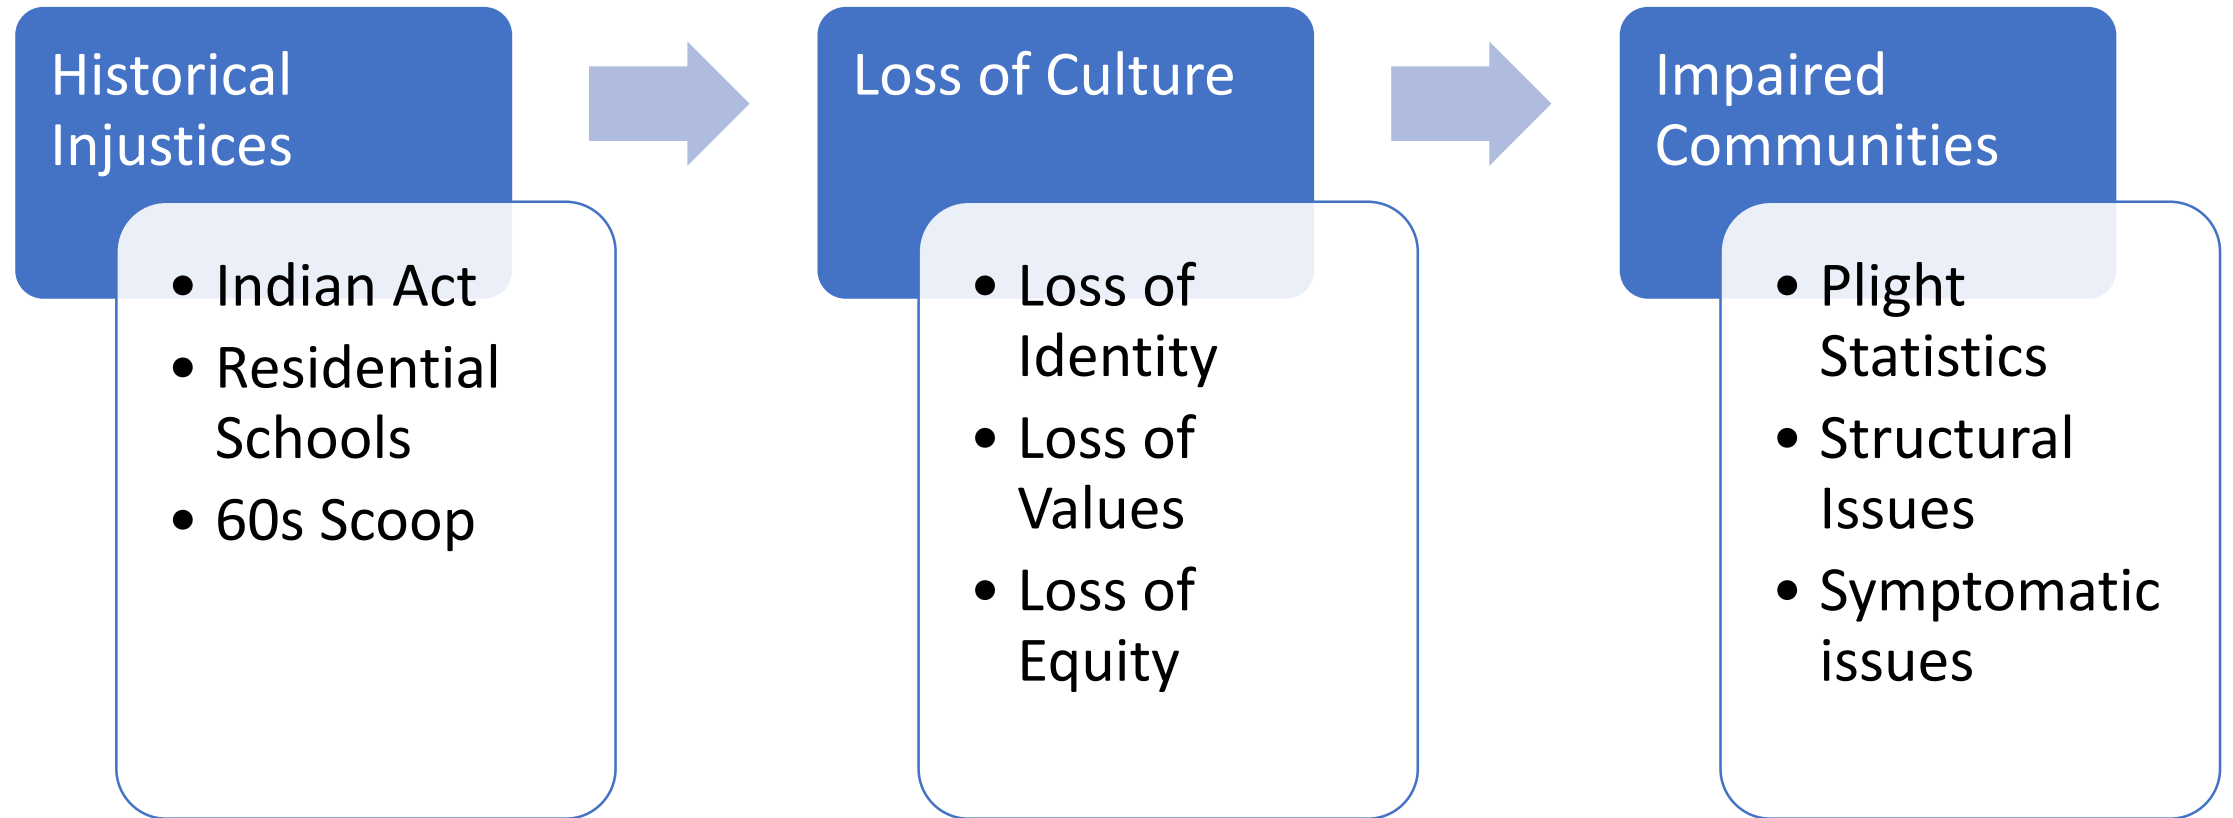 Historical
Injustices
• Indian Act
• Residential
Schools
• 60s Scoop
Loss of Culture
• Loss of
Identity
• Loss of
Values
• Loss of
Equity
Impaired
Communities
• Plight
Statistics
• Structural
Issues
• Symptomatic
issues